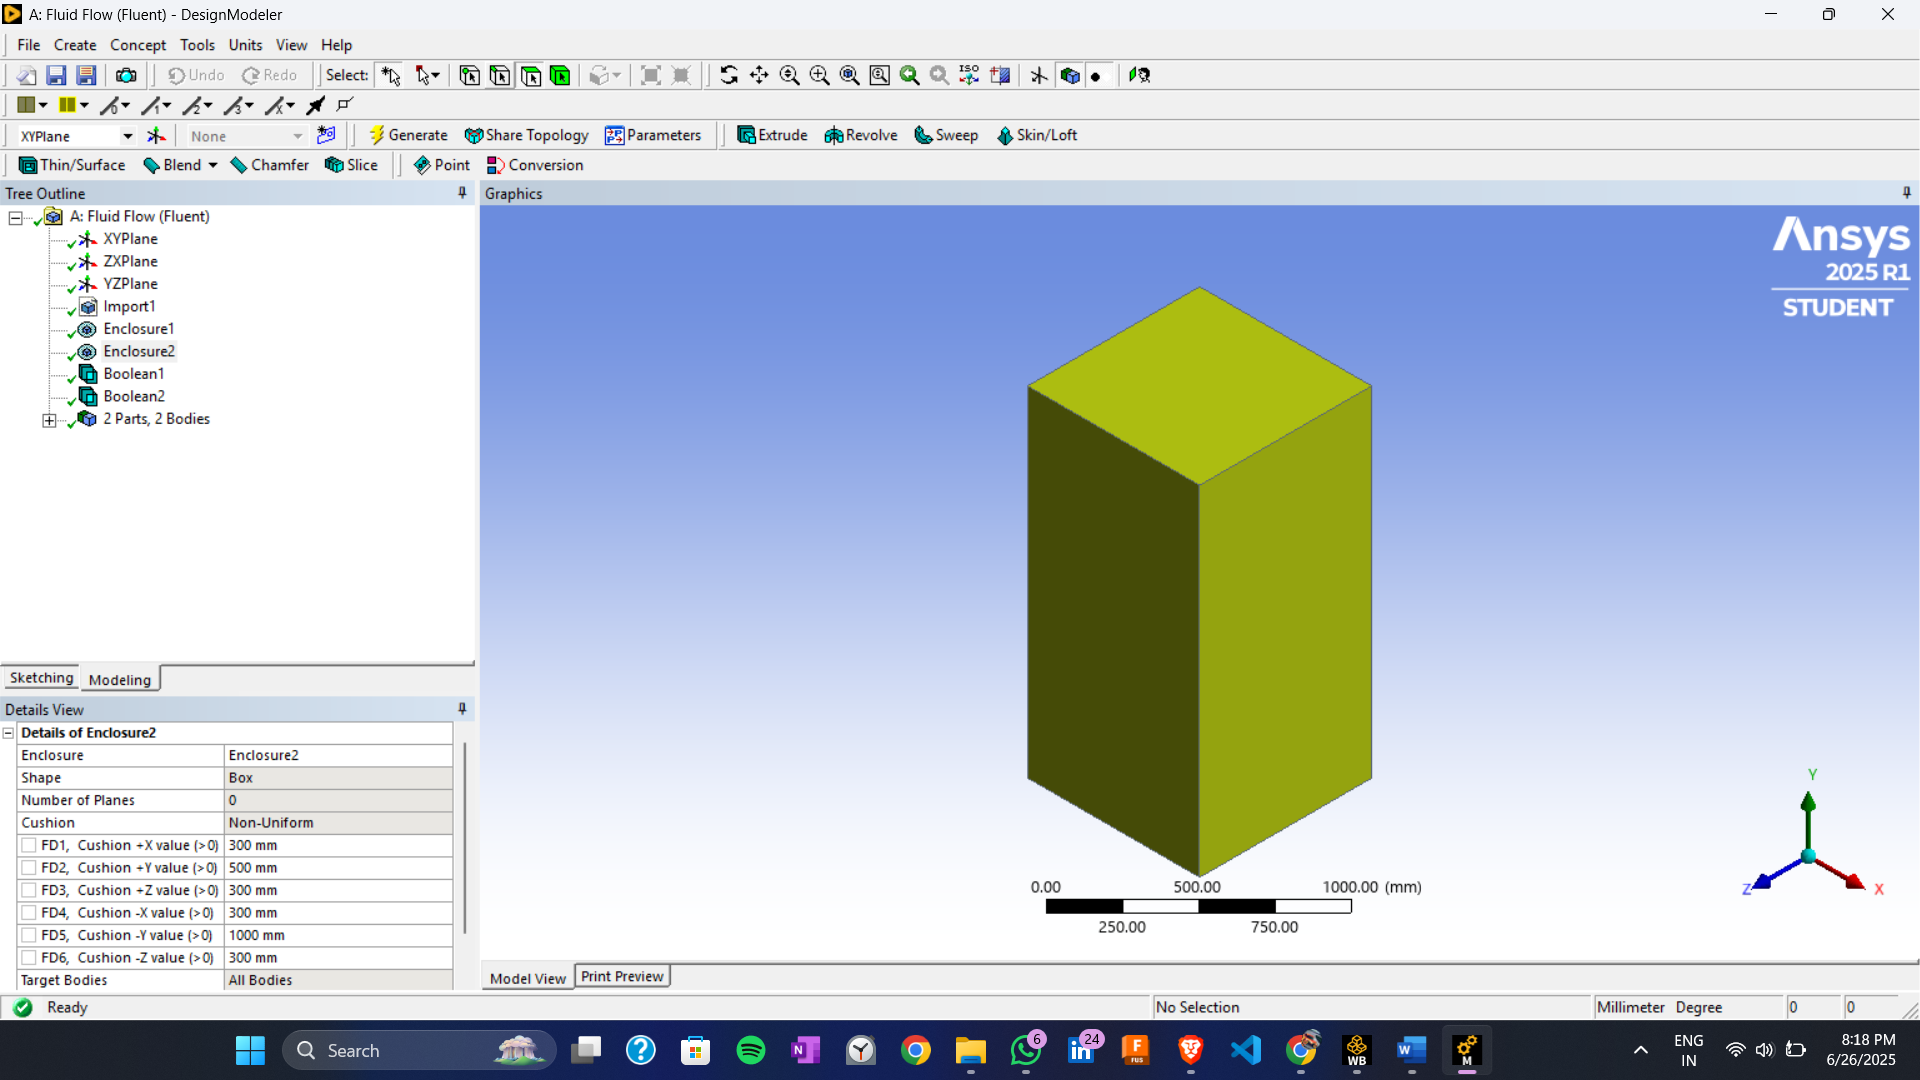 A: Fluid Flow (Fluent) - DesignModeler
File Create Concept Tools Units View Help
Undo Redo Select: ISO
XYPlane None Generate Share Topology Parameters Extrude Revolve Sweep Skin/Loft
Thin/Surface Blend Chamfer Slice Point Conversion
Tree Outline
A: Fluid Flow (Fluent)
XYPlane
ZXPlane
YZPlane
Import1
Enclosure1
Enclosure2
Boolean1
Boolean2
2 Parts, 2 Bodies
Sketching Modeling
Details View
Details of Enclosure2
Enclosure Enclosure2
Shape Box
Number of Planes 0
Cushion Non-Uniform
FD1, Cushion +X value (>0) 300 mm
FD2, Cushion +Y value (>0) 500 mm
FD3, Cushion +Z value (>0) 300 mm
FD4, Cushion -X value (>0) 300 mm
FD5, Cushion -Y value (>0) 1000 mm
FD6, Cushion -Z value (>0) 300 mm
Target Bodies All Bodies
Graphics
Ansys
2025 R1
STUDENT
0.00 500.00 1000.00 (mm)
250.00 750.00
Y
Z X
Model View Print Preview
Ready No Selection Millimeter Degree 0 0
Search 6 24 F FUS WB W M ENG IN 8:18 PM
6/26/2025